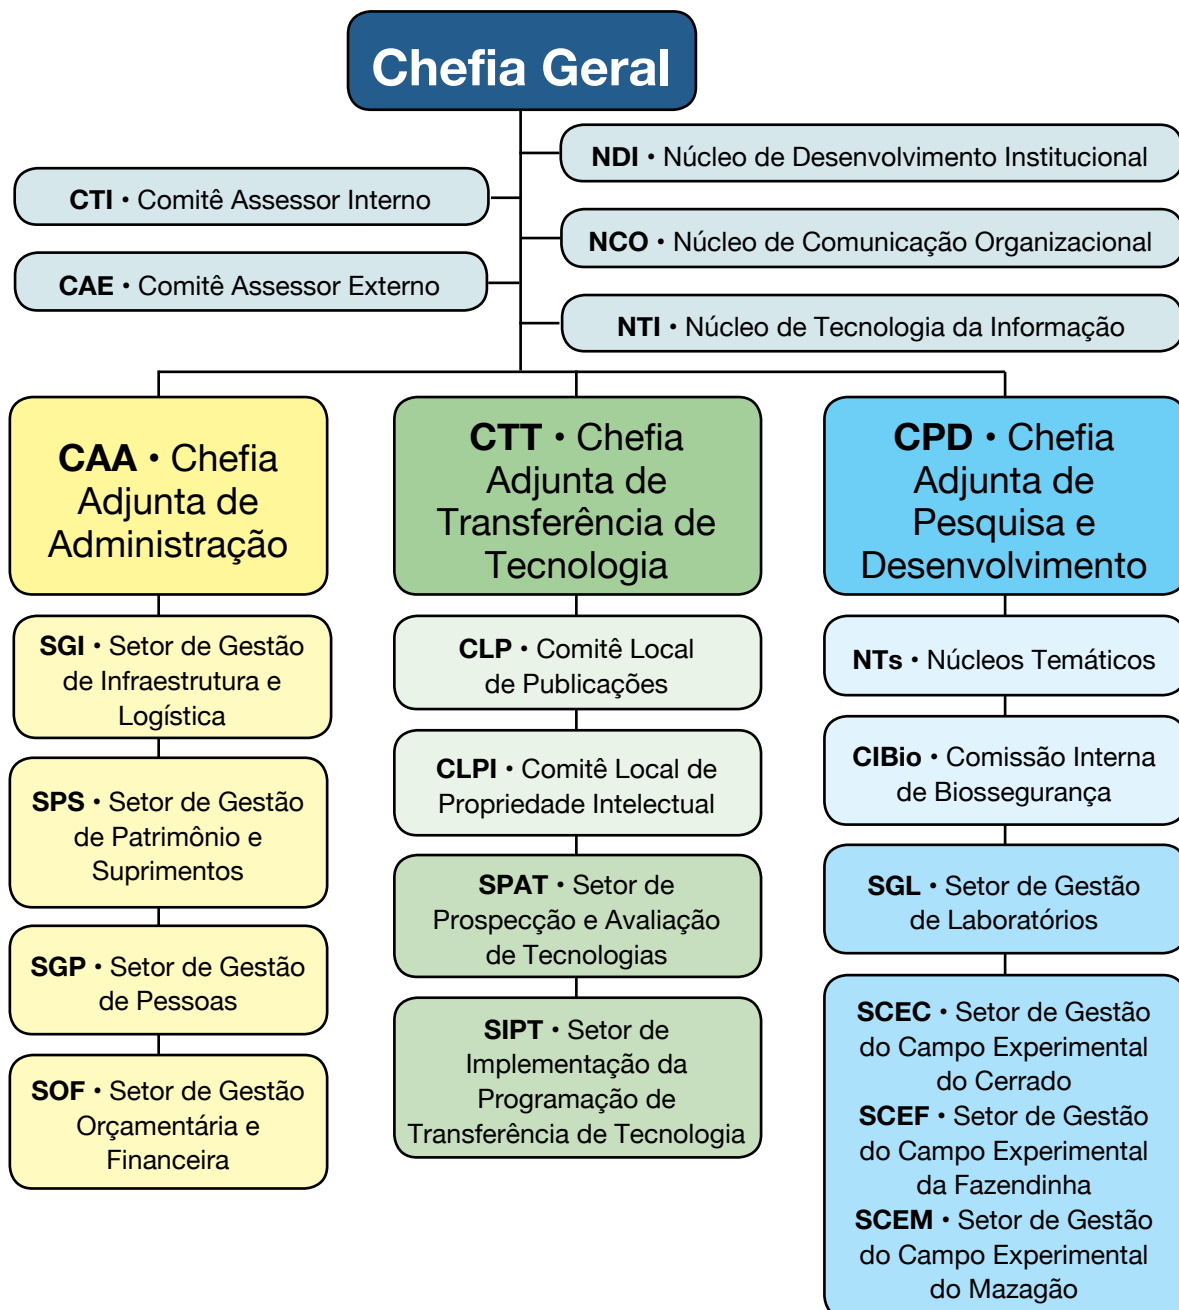 Chefia Geral
NDI • Núcleo de Desenvolvimento Institucional
CTI • Comitê Assessor Interno
NCO • Núcleo de Comunicação Organizacional
CAE • Comitê Assessor Externo
NTI • Núcleo de Tecnologia da Informação
CAA • Chefia
Adjunta de
Administração
SGI • Setor de Gestão
de Infraestrutura e
Logística
SPS • Setor de Gestão
de Patrimônio e
Suprimentos
SGP • Setor de Gestão
de Pessoas
SOF • Setor de Gestão
Orçamentária e
Financeira
CTT • Chefia
Adjunta de
Transferência de
Tecnologia
CLP • Comitê Local
de Publicações
CLPI • Comitê Local de
Propriedade Intelectual
SPAT • Setor de
Prospecção e Avaliação
de Tecnologias
SIPT • Setor de
Implementação da
Programação de
Transferência de Tecnologia
CPD • Chefia
Adjunta de
Pesquisa e
Desenvolvimento
NTs • Núcleos Temáticos
CIBio • Comissão Interna
de Biossegurança
SGL • Setor de Gestão
de Laboratórios
SCEC • Setor de Gestão
do Campo Experimental
do Cerrado
SCEF • Setor de Gestão
do Campo Experimental
da Fazendinha
SCEM • Setor de Gestão
do Campo Experimental
do Mazagão